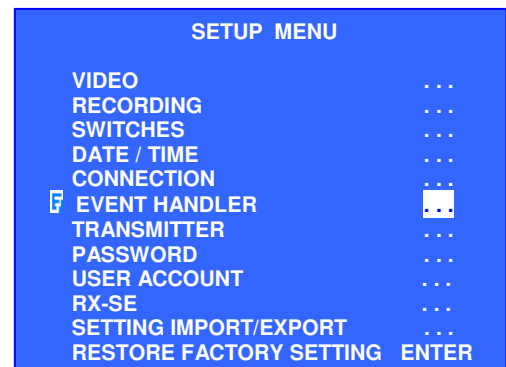 SETUP MENU
VIDEO ...
RECORDING ...
SWITCHES ...
DATE / TIME ...
CONNECTION ...
F EVENT HANDLER ...
TRANSMITTER ...
PASSWORD ...
USER ACCOUNT ...
RX-SE ...
SETTING IMPORT/EXPORT ...
RESTORE FACTORY SETTING ENTER